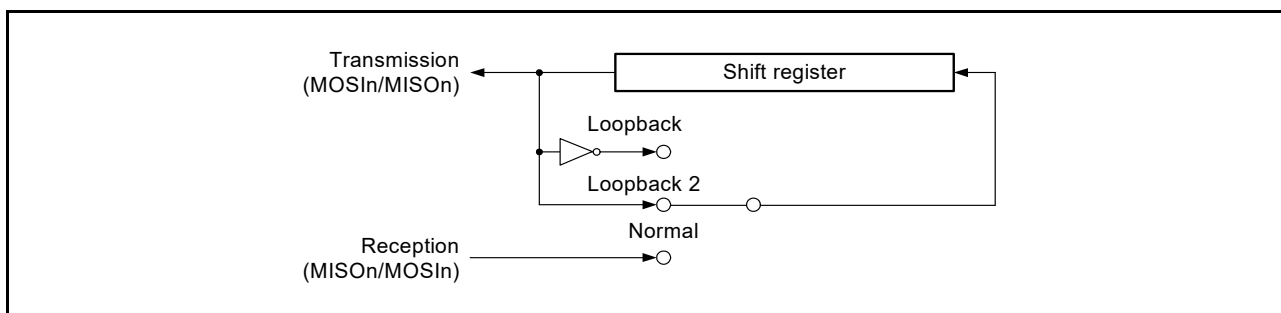 Transmission
(MOSIn/MISOn)
Shift register
Loopback
Loopback 2
Normal
Reception
(MISOn/MOSIn)